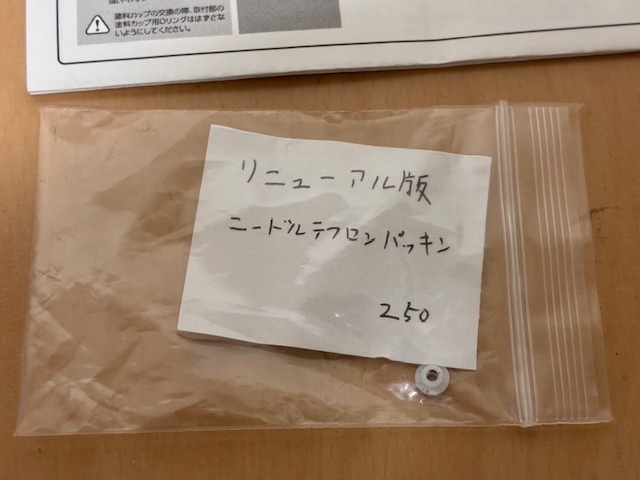 塗料カップの交換の際、取付部の
塗料カップ用Oリングははずさな
いようにしてください。
リニューアル版
ニードルテフロンパッキン
250